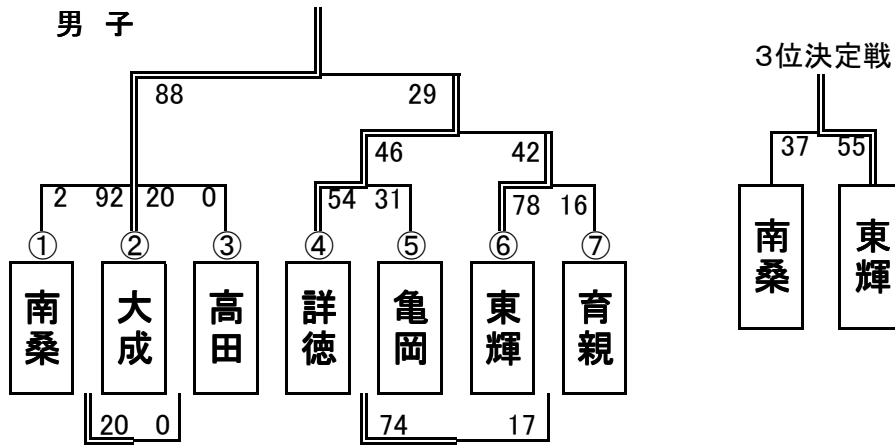 男 子
3位決定戦
88 29
46 42
37 55
2 92 20 0 54 31 78 16
① ② ③ ④ ⑤ ⑥ ⑦
南桑 大成 高田 詳徳 亀岡 東輝 育親
南桑 東輝
20 0 74 17